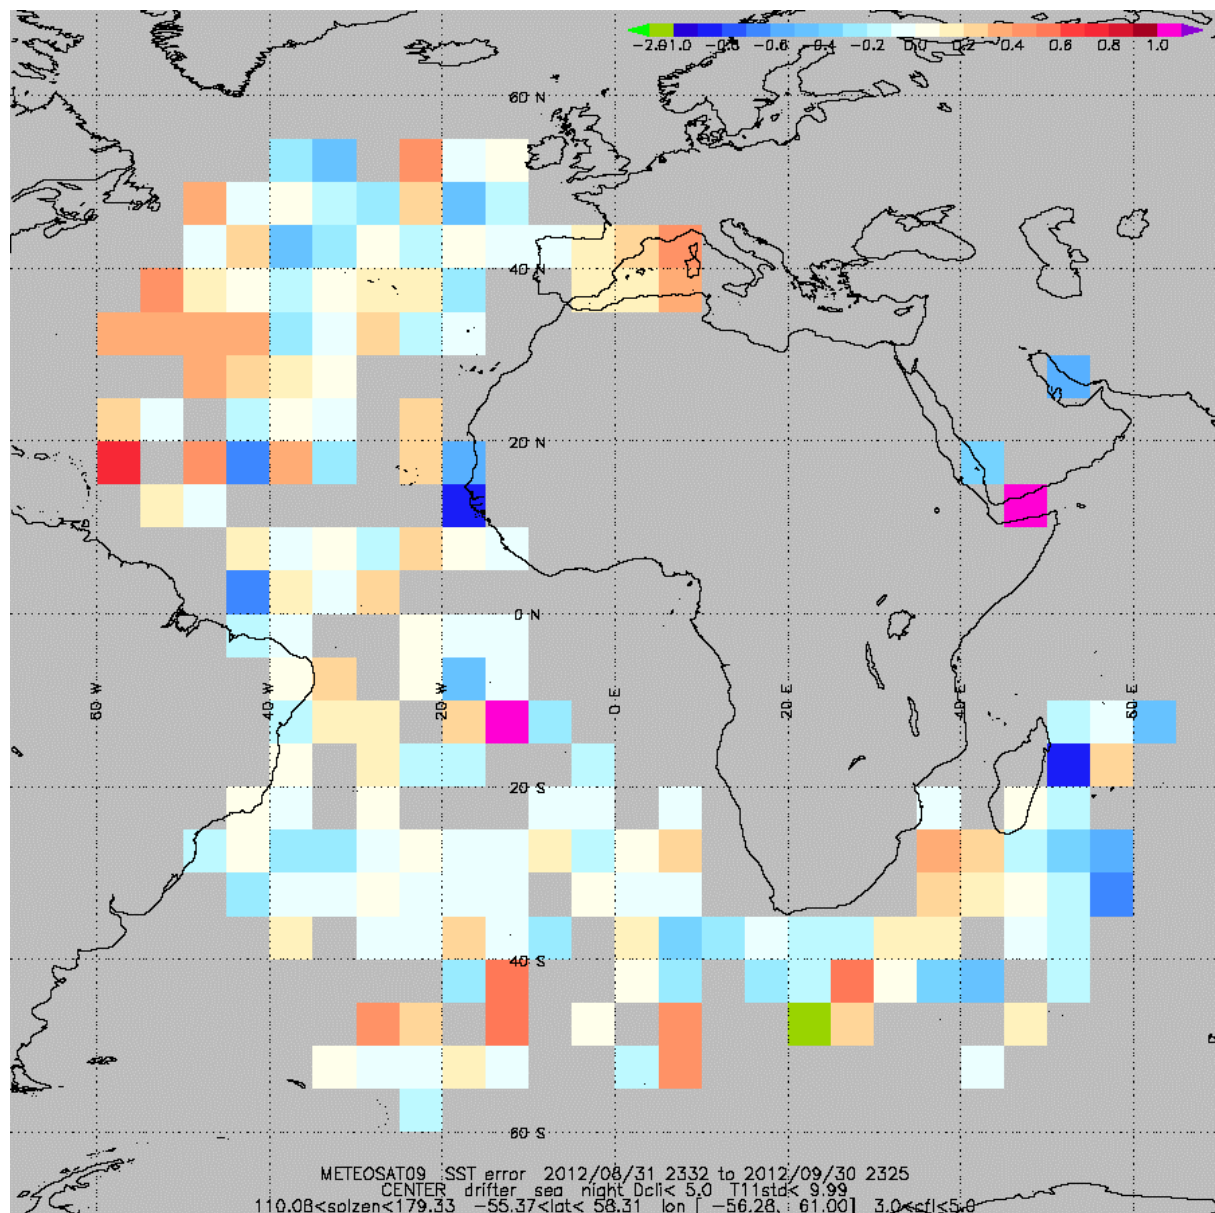 -2.0 -1.0 -0.8 -0.6 -0.4 -0.2 0.0 0.2 0.4 0.6 0.8 1.0
60 N
40 N
20 N
0 N
60 W 40 W 20 W 0 E 20 E 40 E 60 E
20 S
40 S
60 S
METEOSAT09 SST error 2012/08/31 2332 to 2012/09/30 2325
CENTER drifter sea night Dcli< 5.0 T11std< 9.99
110.08<solzen<179.33 -55.37<lat< 58.31 lon [ -56.28, 61.00] 3.0<cfl<5.0